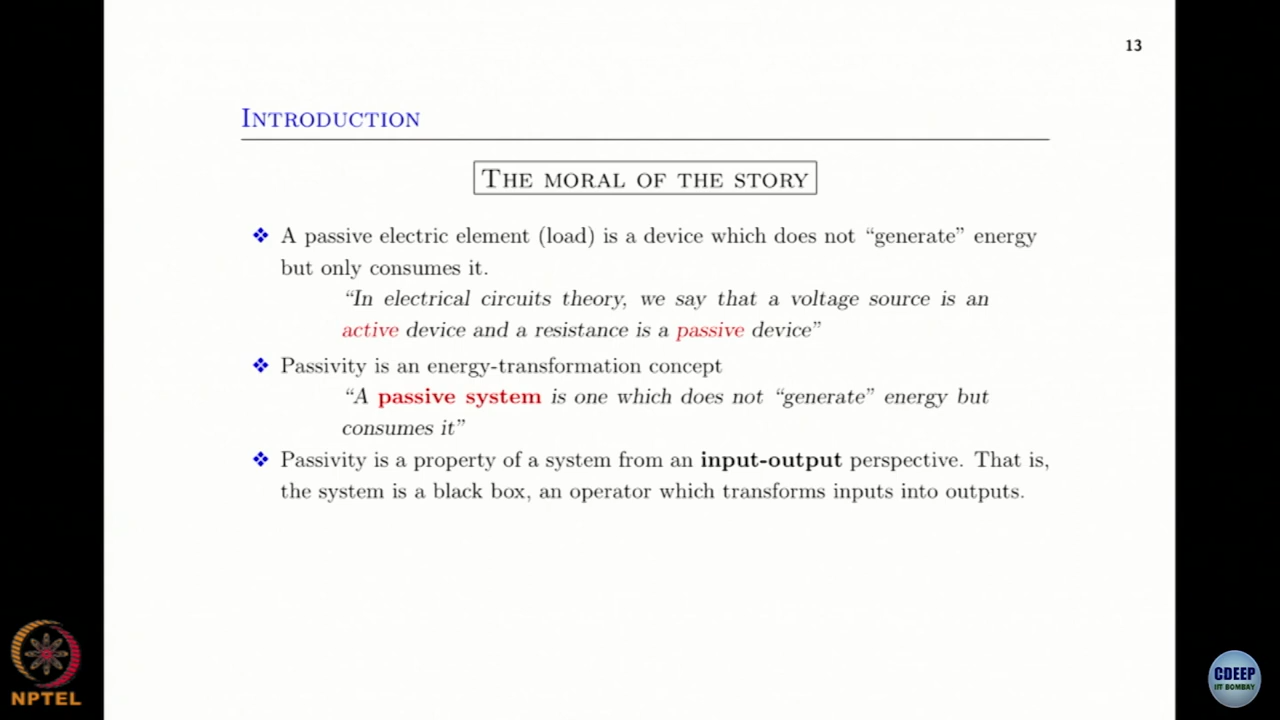 13
INTRODUCTION
THE MORAL OF THE STORY
❖ A passive electric element (load) is a device which does not “generate” energy
but only consumes it.
“In electrical circuits theory, we say that a voltage source is an
active device and a resistance is a passive device”
❖ Passivity is an energy-transformation concept
“A passive system is one which does not “generate” energy but
consumes it”
❖ Passivity is a property of a system from an input-output perspective. That is,
the system is a black box, an operator which transforms inputs into outputs.
NPTEL
CDEEP
IIT BOMBAY